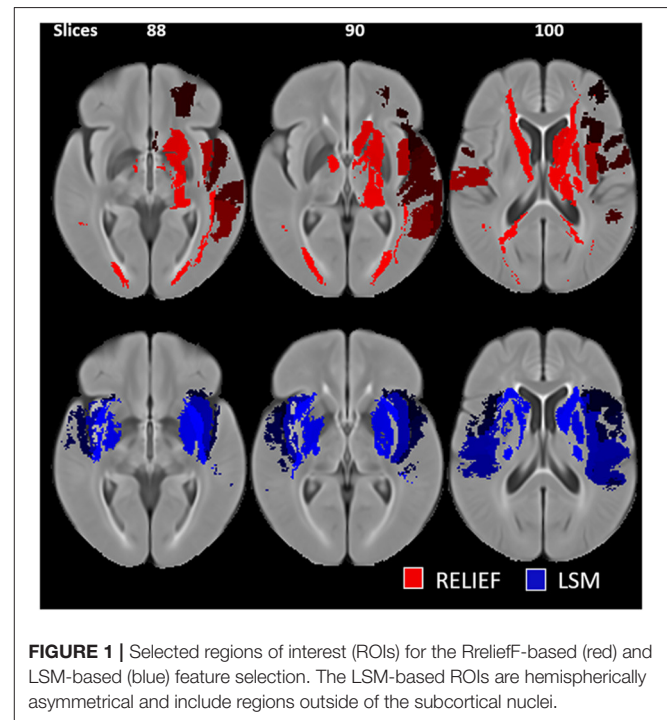 Slices 88 90 100
RELIEF LSM
FIGURE 1 | Selected regions of interest (ROIs) for the RreliefF-based (red) and
LSM-based (blue) feature selection. The LSM-based ROIs are hemispherically
asymmetrical and include regions outside of the subcortical nuclei.